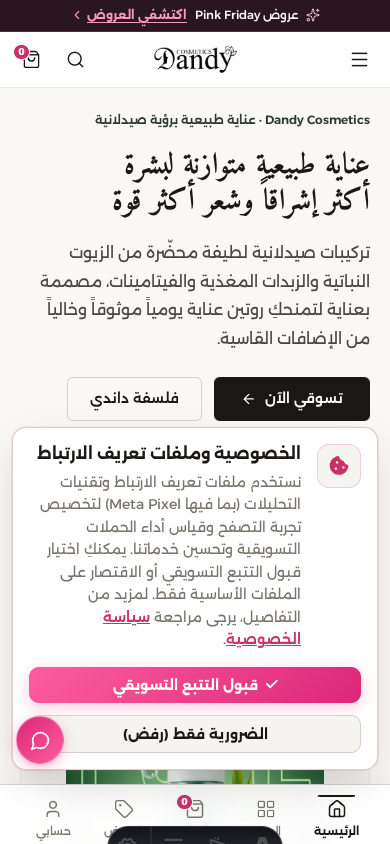 عروض Pink Friday اكتشفي العروض
0
COSMETICS
Dandy
Dandy Cosmetics · عناية طبيعية برؤية صيدلانية
عناية طبيعية متوازنة لبشرة
أكثر إشراقاً وشعر أكثر قوة
تركيبات صيدلانية لطيفة محضّرة من الزيوت
النباتية والزبدات المغذية والفيتامينات، مصممة
بعناية لتمنحكِ روتين عناية يومياً موثوقاً وخالياً
من الإضافات القاسية.
تسوقي الآن
فلسفة داندي
الخصوصية وملفات تعريف الارتباط
نستخدم ملفات تعريف الارتباط وتقنيات
التحليلات (بما فيها Meta Pixel) لتخصيص
تجربة التصفح وقياس أداء الحملات
التسويقية وتحسين خدماتنا. يمكنكِ اختيار
قبول التتبع التسويقي أو الاقتصار على
الملفات الأساسية فقط. لمزيد من
التفاصيل، يرجى مراجعة سياسة
الخصوصية.
قبول التتبع التسويقي
الضرورية فقط (رفض)
0
الرئيسية
حسابي